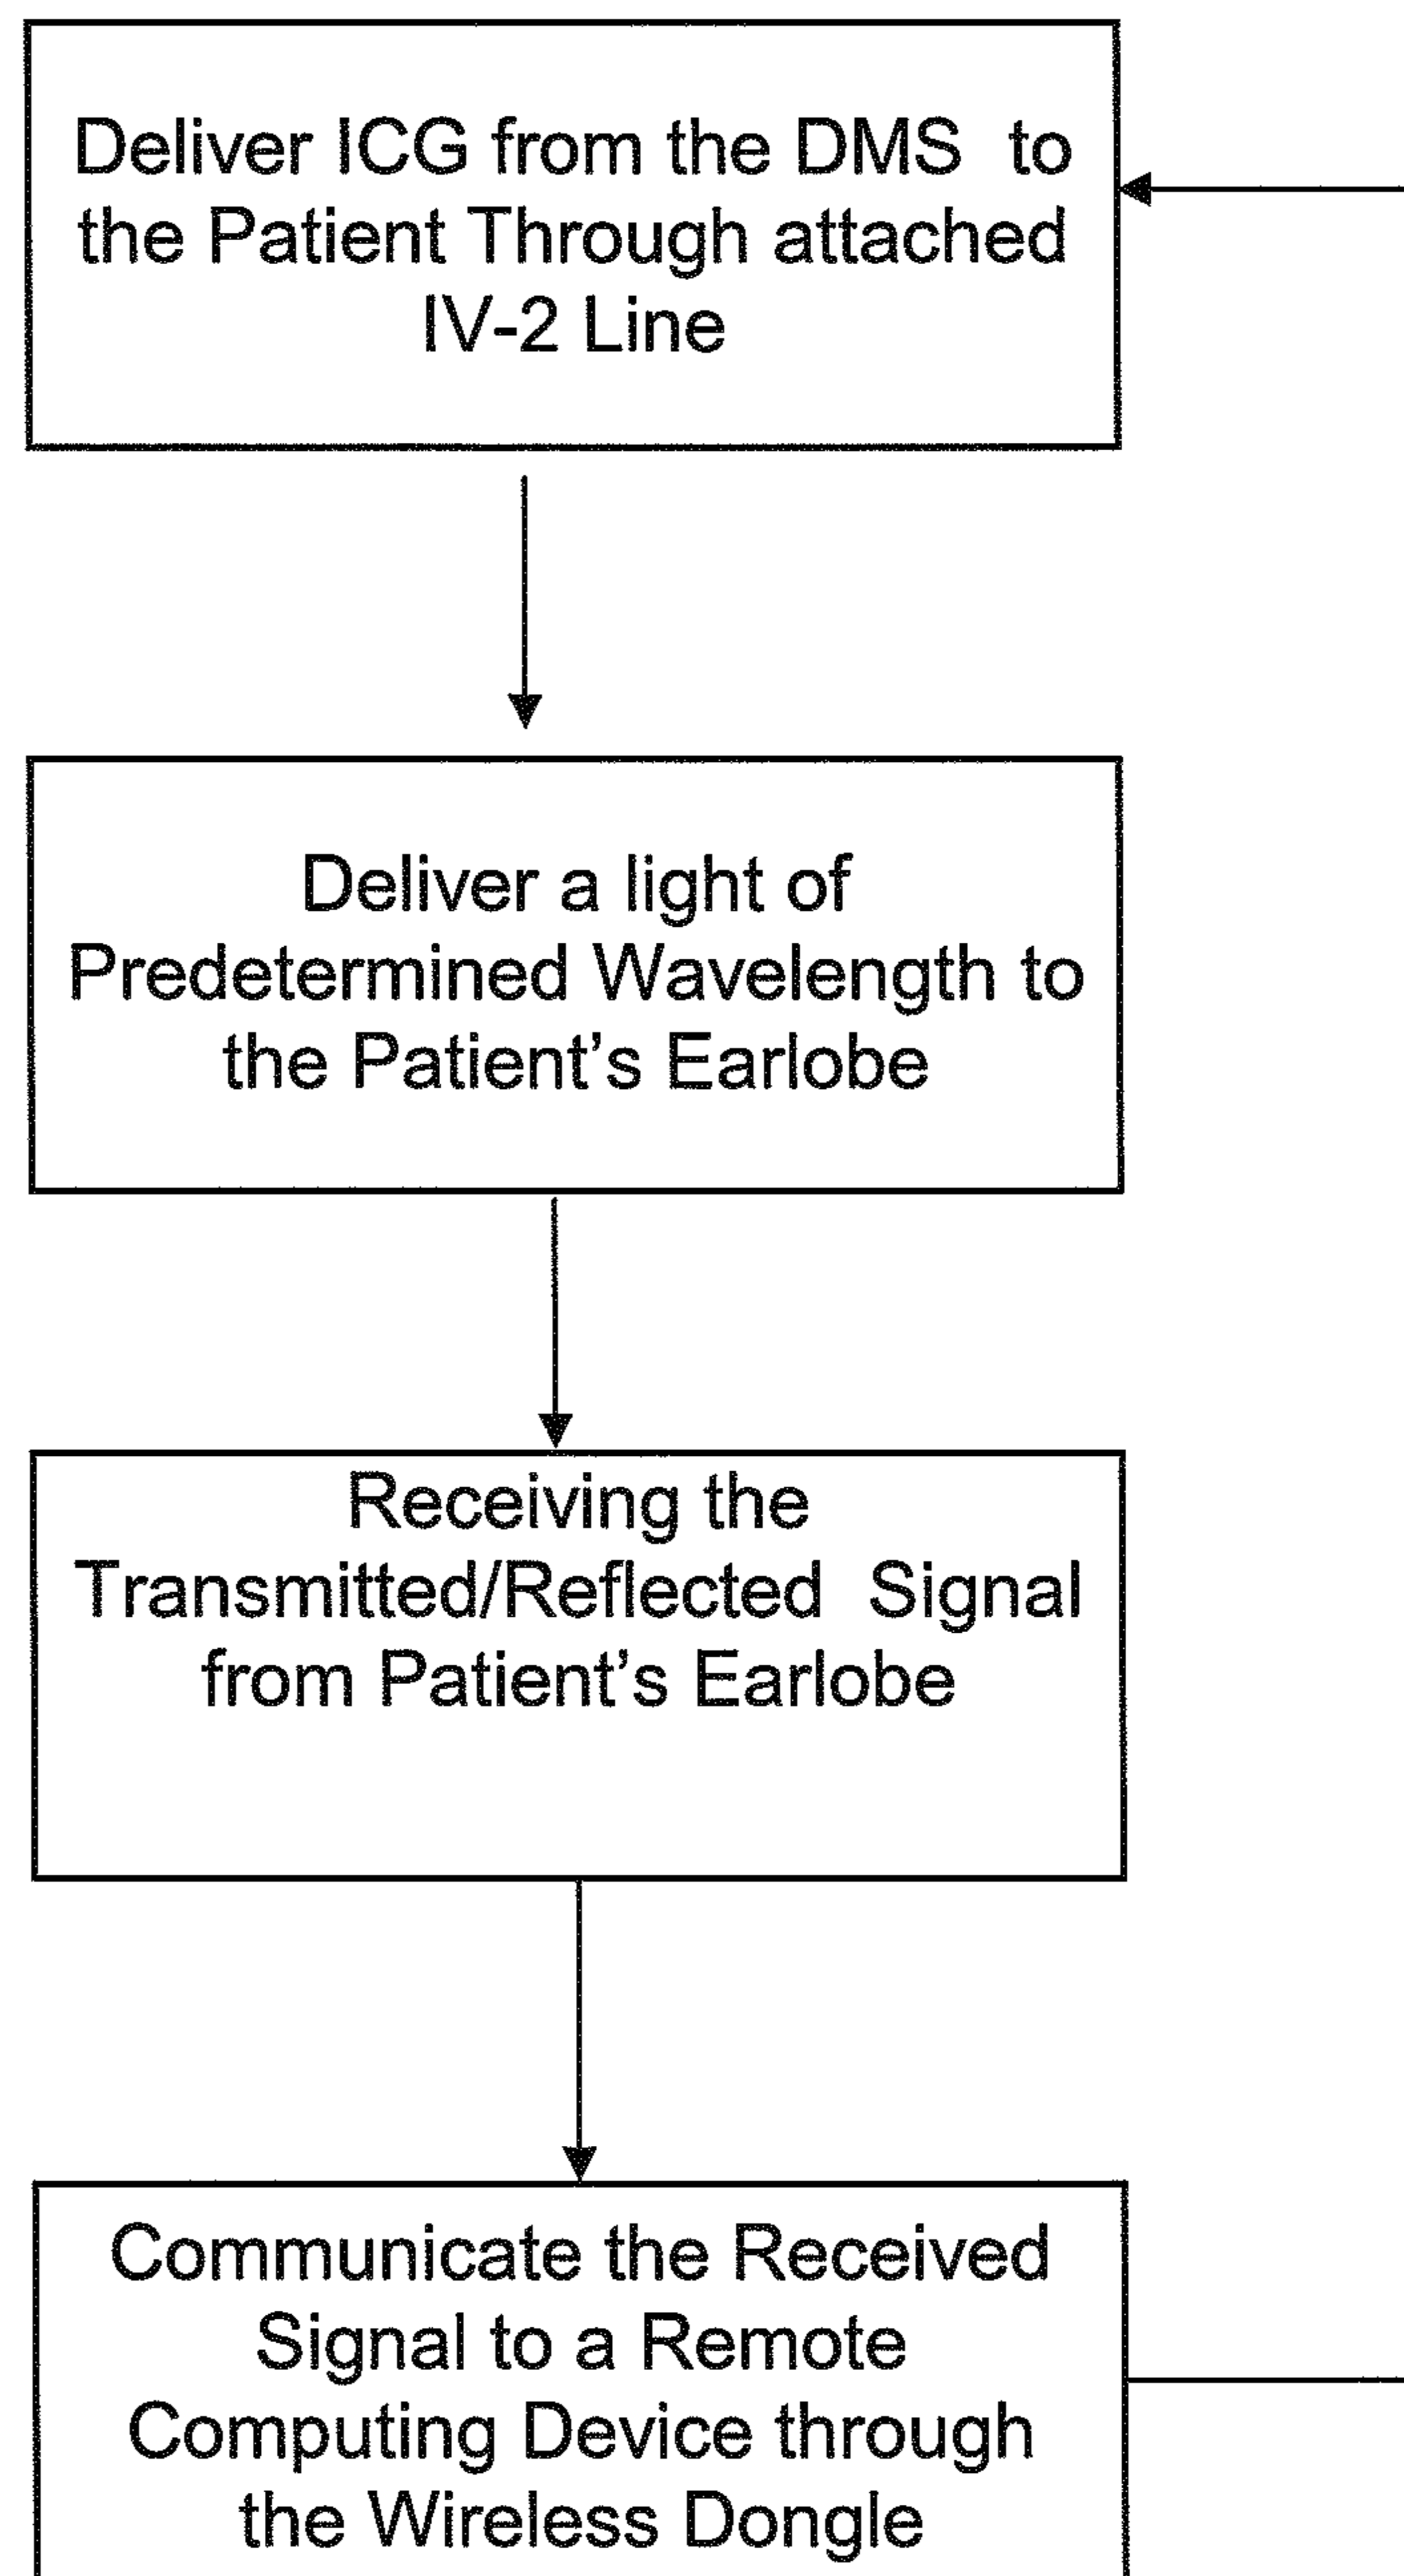 Deliver ICG from the DMS to
the Patient Through attached
IV-2 Line
Deliver a light of
Predetermined Wavelength to
the Patient’s Earlobe
Receiving the
Transmitted/Reflected Signal
from Patient’s Earlobe
Communicate the Received
Signal to a Remote
Computing Device through
the Wireless Dongle